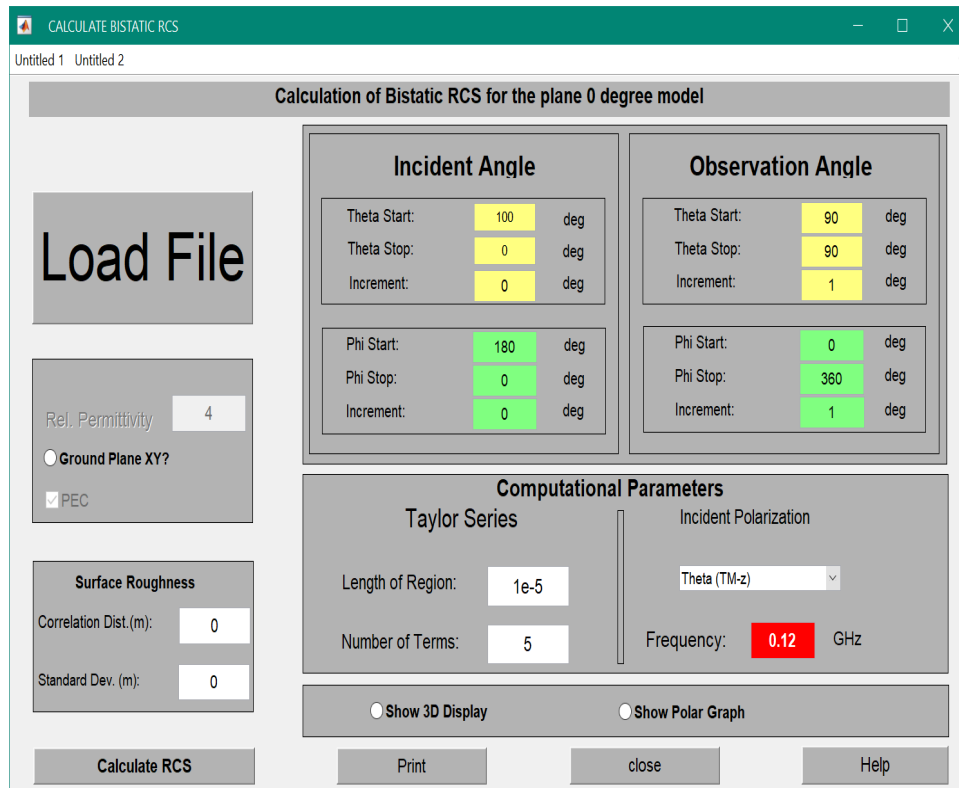 CALCULATE BISTATIC RCS
Untitled 1 Untitled 2
Calculation of Bistatic RCS for the plane 0 degree model
Load File
Rel. Permittivity 4
Ground Plane XY?
PEC
Surface Roughness
Correlation Dist.(m): 0
Standard Dev. (m): 0
Calculate RCS
Incident Angle
Theta Start: 100 deg
Theta Stop: 0 deg
Increment: 0 deg
Phi Start: 180 deg
Phi Stop: 0 deg
Increment: 0 deg
Observation Angle
Theta Start: 90 deg
Theta Stop: 90 deg
Increment: 1 deg
Phi Start: 0 deg
Phi Stop: 360 deg
Increment: 1 deg
Computational Parameters
Taylor Series
Length of Region: 1e-5
Number of Terms: 5
Incident Polarization
Theta (TM-z)
Frequency: 0.12 GHz
Show 3D Display
Show Polar Graph
Print
close
Help